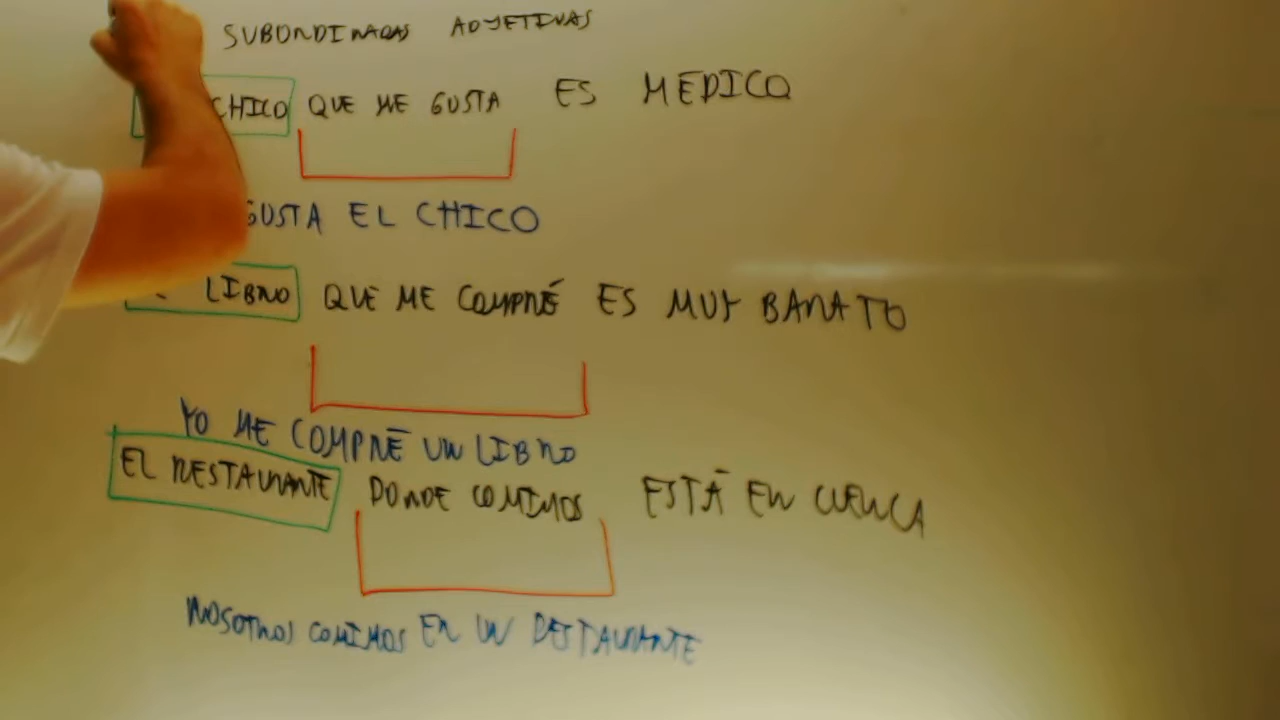 SUBORDINADAS ADJETIVAS
CHICO QUE ME GUSTA ES MEDICO
GUSTA EL CHICO
LIBRO QUE ME COMPRÉ ES MUY BARATO
YO ME COMPRÉ UN LIBRO
EL RESTAURANTE DONDE COMIMOS ESTÁ EN CUENCA
NOSOTROS COMIMOS EN UN RESTAURANTE